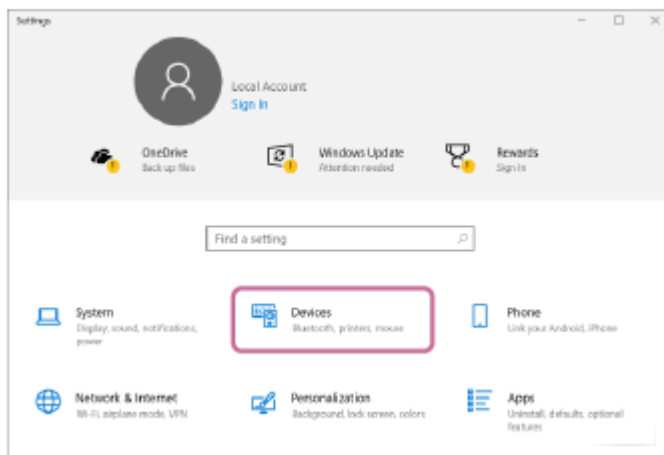 Settings
Local Account
Sign In
OneDrive
Back up files
Windows Update
Attention needed
Rewards
Sign In
Find a setting
System
Display, sound, notifications,
power
Devices
Bluetooth, printers, mouse
Phone
Link your Android, iPhone
Network & Internet
Wi-Fi, airplane mode, VPN
Personalization
Background, lock screen, colors
Apps
Uninstall, defaults, optional
features